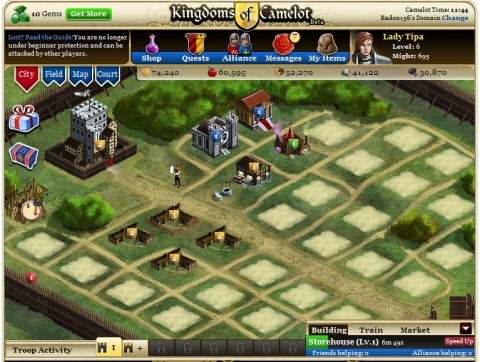 10 Gems Get More
Kingdoms of Camelot
Beta
Camelot Time: 11:44
Badon156's Domain Change
Lost? Read the Guide! You are no longer
under beginner protection and can be
attacked by other players.
Shop Quests Alliance Messages My Items
7
Lady Tipa
Level: 6
Might: 695
City Field Map Court
74,240 60,595 52,270 41,122 30,870
Building Train Market
Storehouse (Lv.1) 6m 49s Speed Up
Friends helping: 0 Alliance helping: 0
Troop Activity 1 +